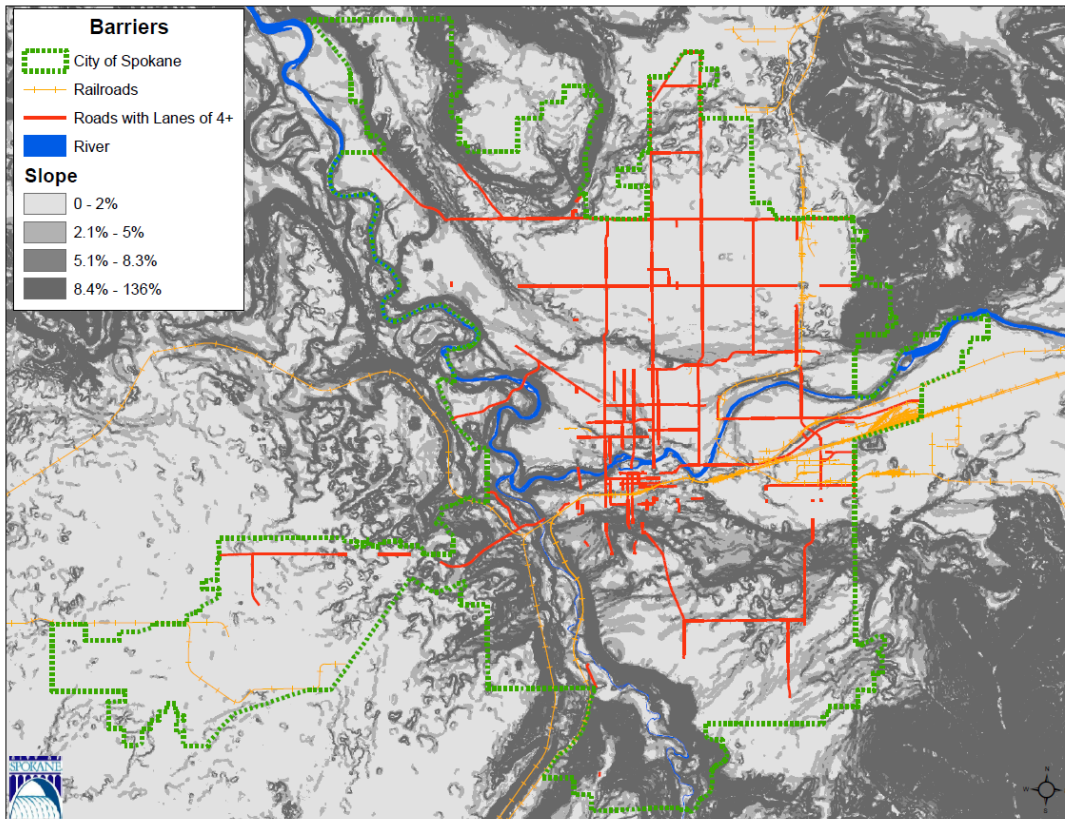 Barriers
City of Spokane
Railroads
Roads with Lanes of 4+
River
Slope
0 - 2%
2.1% - 5%
5.1% - 8.3%
8.4% - 136%
SPOKANE
N
W
E
S